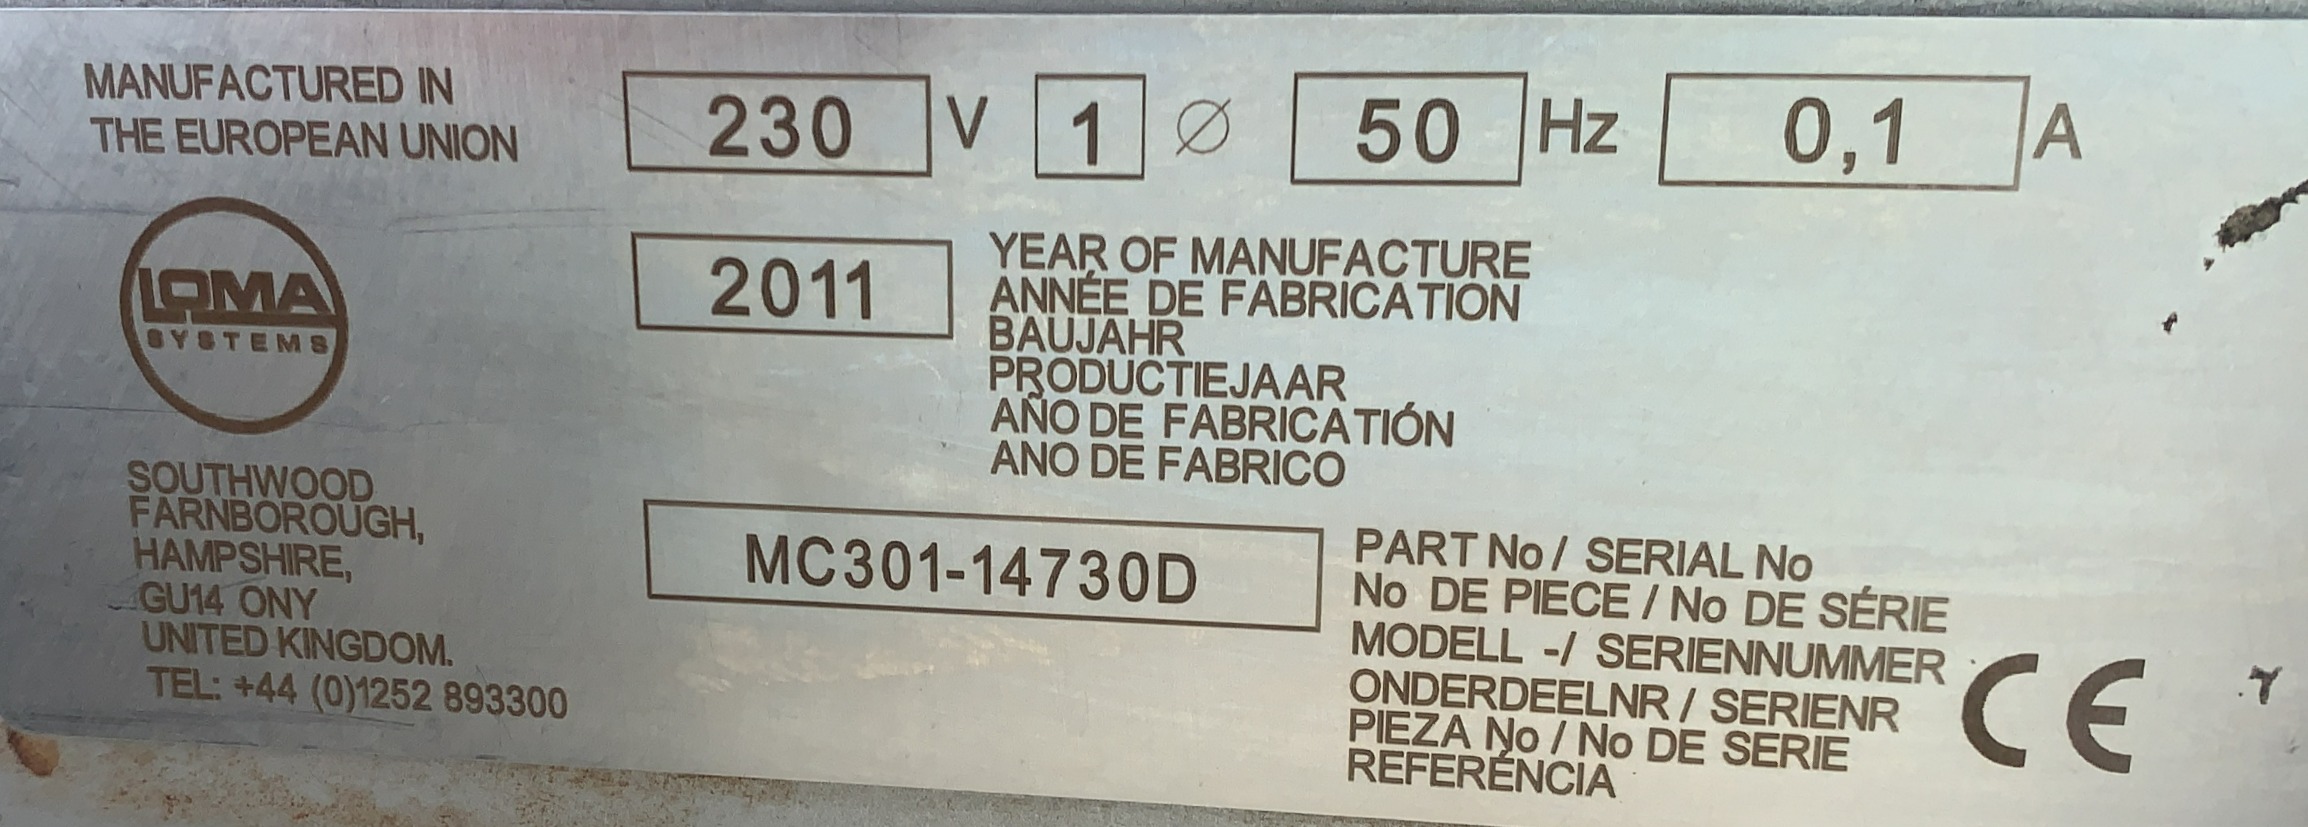 MANUFACTURED IN
THE EUROPEAN UNION
230 V 1 Ø 50 Hz 0,1 A
LOMA
SYSTEMS
2011
YEAR OF MANUFACTURE
ANNÉE DE FABRICATION
BAUJAHR
PRODUCTIEJAAR
AÑO DE FABRICATIÓN
ANO DE FABRICO
SOUTHWOOD
FARNBOROUGH,
HAMPSHIRE,
GU14 ONY
UNITED KINGDOM.
TEL: +44 (0)1252 893300
MC301-14730D
PART No / SERIAL No
No DE PIECE / No DE SÉRIE
MODELL -/ SERIENNUMMER
ONDERDEELNR / SERIENR
PIEZA No / No DE SERIE
REFERÊNCIA
CE